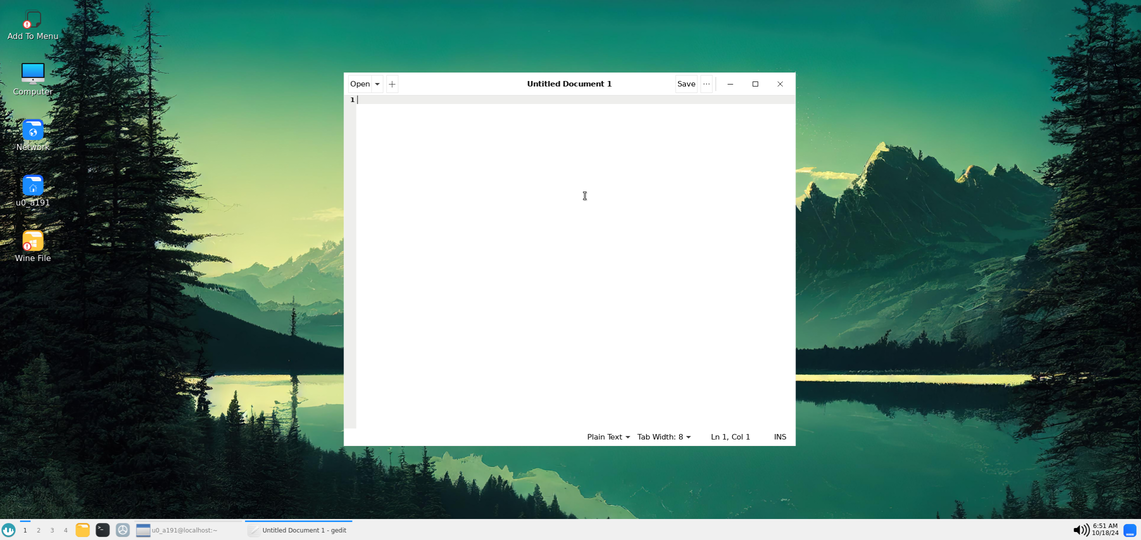 Add To Menu
Computer
Network
u0_a191
Wine File
Open
Untitled Document 1
Save
1
Plain Text
Tab Width: 8
Ln 1, Col 1
INS
1 2 3 4
u0_a191@localhost:~
Untitled Document 1 - gedit
6:51 AM
10/18/24